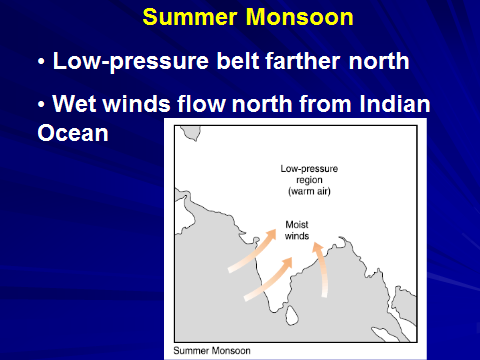 Summer Monsoon
• Low-pressure belt farther north
• Wet winds flow north from Indian
Ocean
Low-pressure
region
(warm air)
Moist
winds
Summer Monsoon